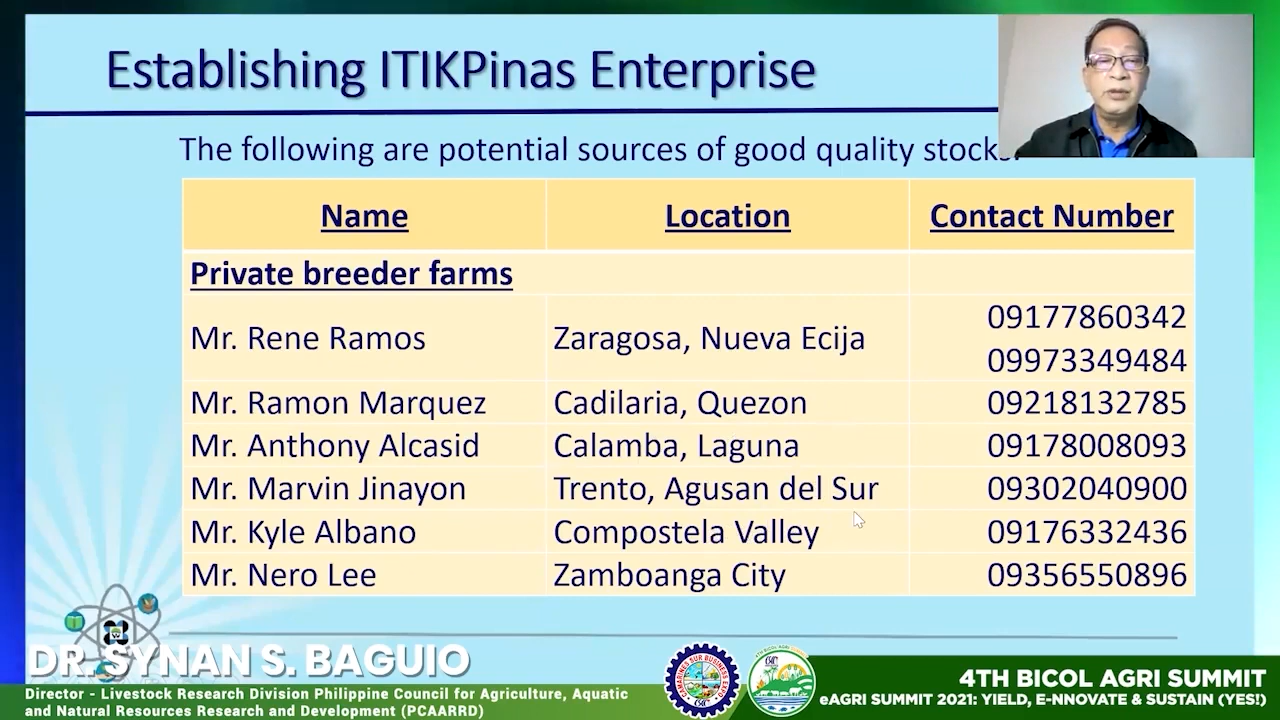 Establishing ITIKPinas Enterprise
The following are potential sources of good quality stocks:
Name Location Contact Number
Private breeder farms
Mr. Rene Ramos Zaragosa, Nueva Ecija 09177860342
09973349484
Mr. Ramon Marquez Cadilaria, Quezon 09218132785
Mr. Anthony Alcasid Calamba, Laguna 09178008093
Mr. Marvin Jinayon Trento, Agusan del Sur 09302040900
Mr. Kyle Albano Compostela Valley 09176332436
Mr. Nero Lee Zamboanga City 09356550896
DR. SYNAN S. BAGUIO
Director - Livestock Research Division Philippine Council for Agriculture, Aquatic
and Natural Resources Research and Development (PCAARRD)
4TH BICOL AGRI SUMMIT
eAGRI SUMMIT 2021: YIELD, E-NNOVATE & SUSTAIN (YES!)